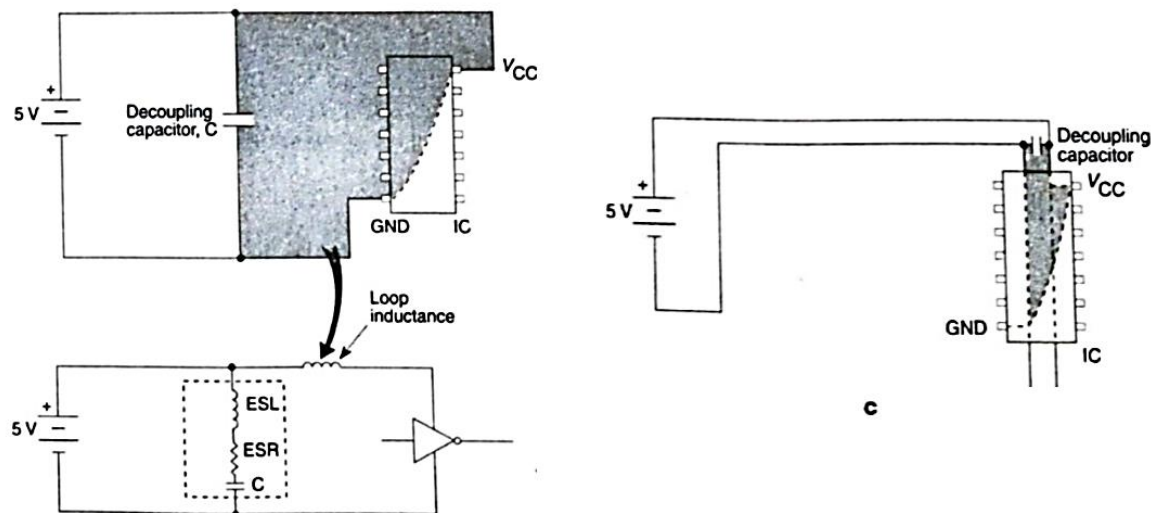 V_CC
+
5 V
Decoupling
capacitor, C
GND
IC
Loop
inductance
+
5 V
ESL
ESR
C
Decoupling
capacitor
V_CC
+
5 V
GND
IC
c